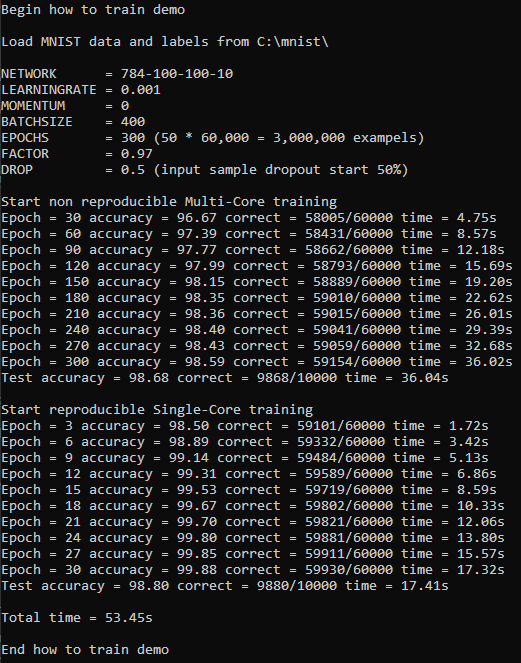 Begin how to train demo
Load MNIST data and labels from C:\mnist\
NETWORK      = 784-100-100-10
LEARNINGRATE = 0.001
MOMENTUM     = 0
BATCHSIZE    = 400
EPOCHS       = 300 (50 * 60,000 = 3,000,000 exampels)
FACTOR       = 0.97
DROP         = 0.5 (input sample dropout start 50%)
Start non reproducible Multi-Core training
Epoch = 30 accuracy = 96.67 correct = 58005/60000 time = 4.75s
Epoch = 60 accuracy = 97.39 correct = 58431/60000 time = 8.57s
Epoch = 90 accuracy = 97.77 correct = 58662/60000 time = 12.18s
Epoch = 120 accuracy = 97.99 correct = 58793/60000 time = 15.69s
Epoch = 150 accuracy = 98.15 correct = 58889/60000 time = 19.20s
Epoch = 180 accuracy = 98.35 correct = 59010/60000 time = 22.62s
Epoch = 210 accuracy = 98.36 correct = 59015/60000 time = 26.01s
Epoch = 240 accuracy = 98.40 correct = 59041/60000 time = 29.39s
Epoch = 270 accuracy = 98.43 correct = 59059/60000 time = 32.68s
Epoch = 300 accuracy = 98.59 correct = 59154/60000 time = 36.02s
Test accuracy = 98.68 correct = 9868/10000 time = 36.04s
Start reproducible Single-Core training
Epoch = 3 accuracy = 98.50 correct = 59101/60000 time = 1.72s
Epoch = 6 accuracy = 98.89 correct = 59332/60000 time = 3.42s
Epoch = 9 accuracy = 99.14 correct = 59484/60000 time = 5.13s
Epoch = 12 accuracy = 99.31 correct = 59589/60000 time = 6.86s
Epoch = 15 accuracy = 99.53 correct = 59719/60000 time = 8.59s
Epoch = 18 accuracy = 99.67 correct = 59802/60000 time = 10.33s
Epoch = 21 accuracy = 99.70 correct = 59821/60000 time = 12.06s
Epoch = 24 accuracy = 99.80 correct = 59881/60000 time = 13.80s
Epoch = 27 accuracy = 99.85 correct = 59911/60000 time = 15.57s
Epoch = 30 accuracy = 99.88 correct = 59930/60000 time = 17.32s
Test accuracy = 98.80 correct = 9880/10000 time = 17.41s
Total time = 53.45s
End how to train demo